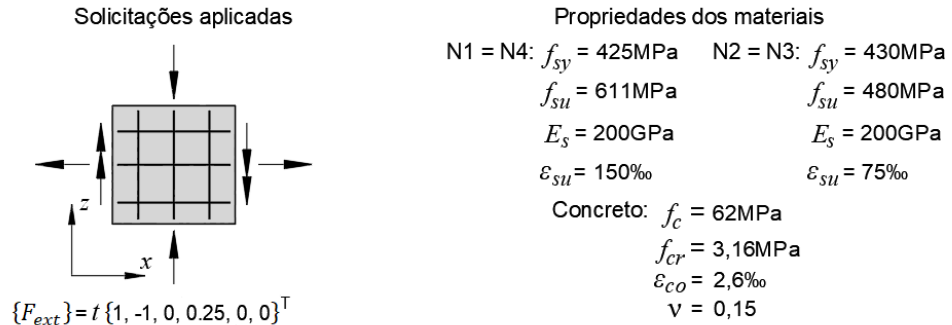 Solicitações aplicadas
z
x
{F_ext} = t {1, -1, 0, 0.25, 0, 0}^T
Propriedades dos materiais
N1 = N4: f_sy = 425MPa N2 = N3: f_sy = 430MPa
f_su = 611MPa f_su = 480MPa
E_s = 200GPa E_s = 200GPa
ε_su = 150‰ ε_su = 75‰
Concreto: f_c = 62MPa
f_cr = 3,16MPa
ε_co = 2,6‰
ν = 0,15